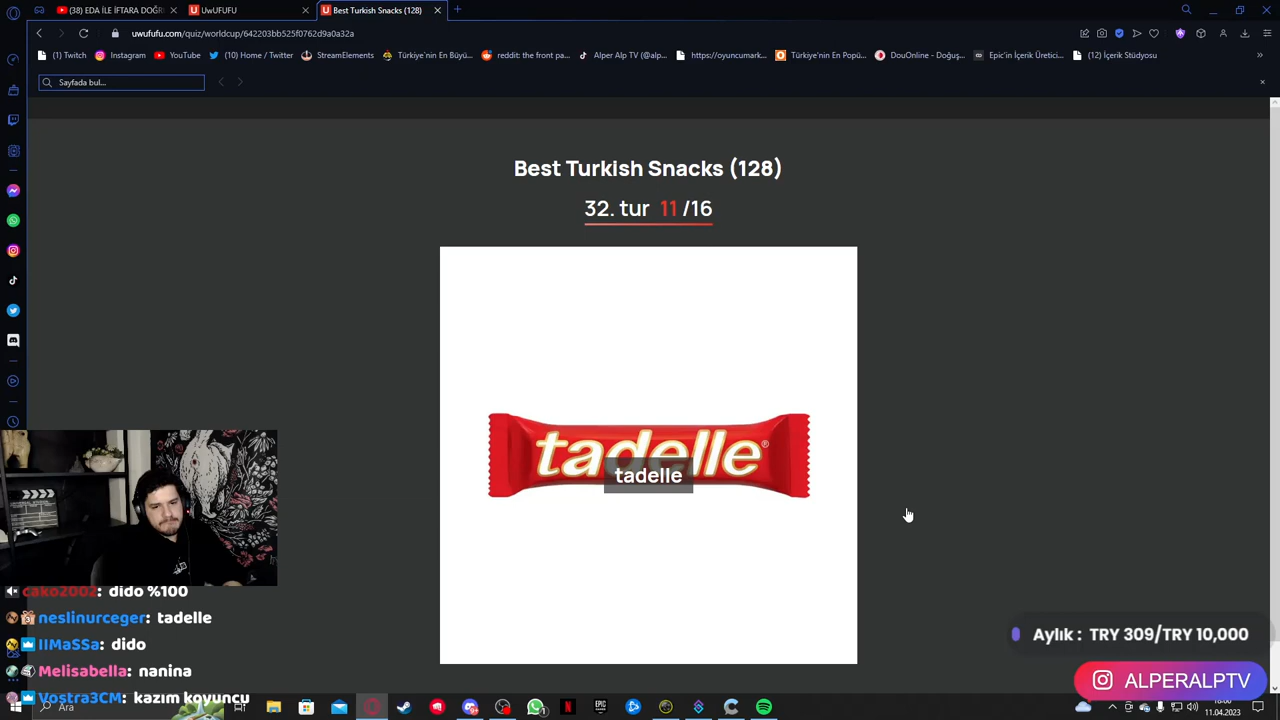 (38) EDA İLE İFTARA DOĞR
UwUFUFU
Best Turkish Snacks (128)
uwufufu.com/quiz/worldcup/642203bb525f0762d9a0a32a
(1) Twitch
Instagram
YouTube
(10) Home / Twitter
StreamElements
Türkiye'nin En Büyü...
reddit: the front pa...
Alper Alp TV (@alp...
https://oyuncumark...
Türkiye'nin En Popü...
DouOnline - Doğuş...
Epic'in İçerik Üretici...
(12) İçerik Stüdyosu
Sayfada bul...
Best Turkish Snacks (128)
32. tur 11 /16
tadelle®
tadelle
cako2002: dido %100
neslinurceger: tadelle
IIMaSSa: dido
Melisabella: nanina
Vostra3CM: kazım koyuncu
Aylık : TRY 309/TRY 10,000
ALPERALPTV
Ara
11.04.2023